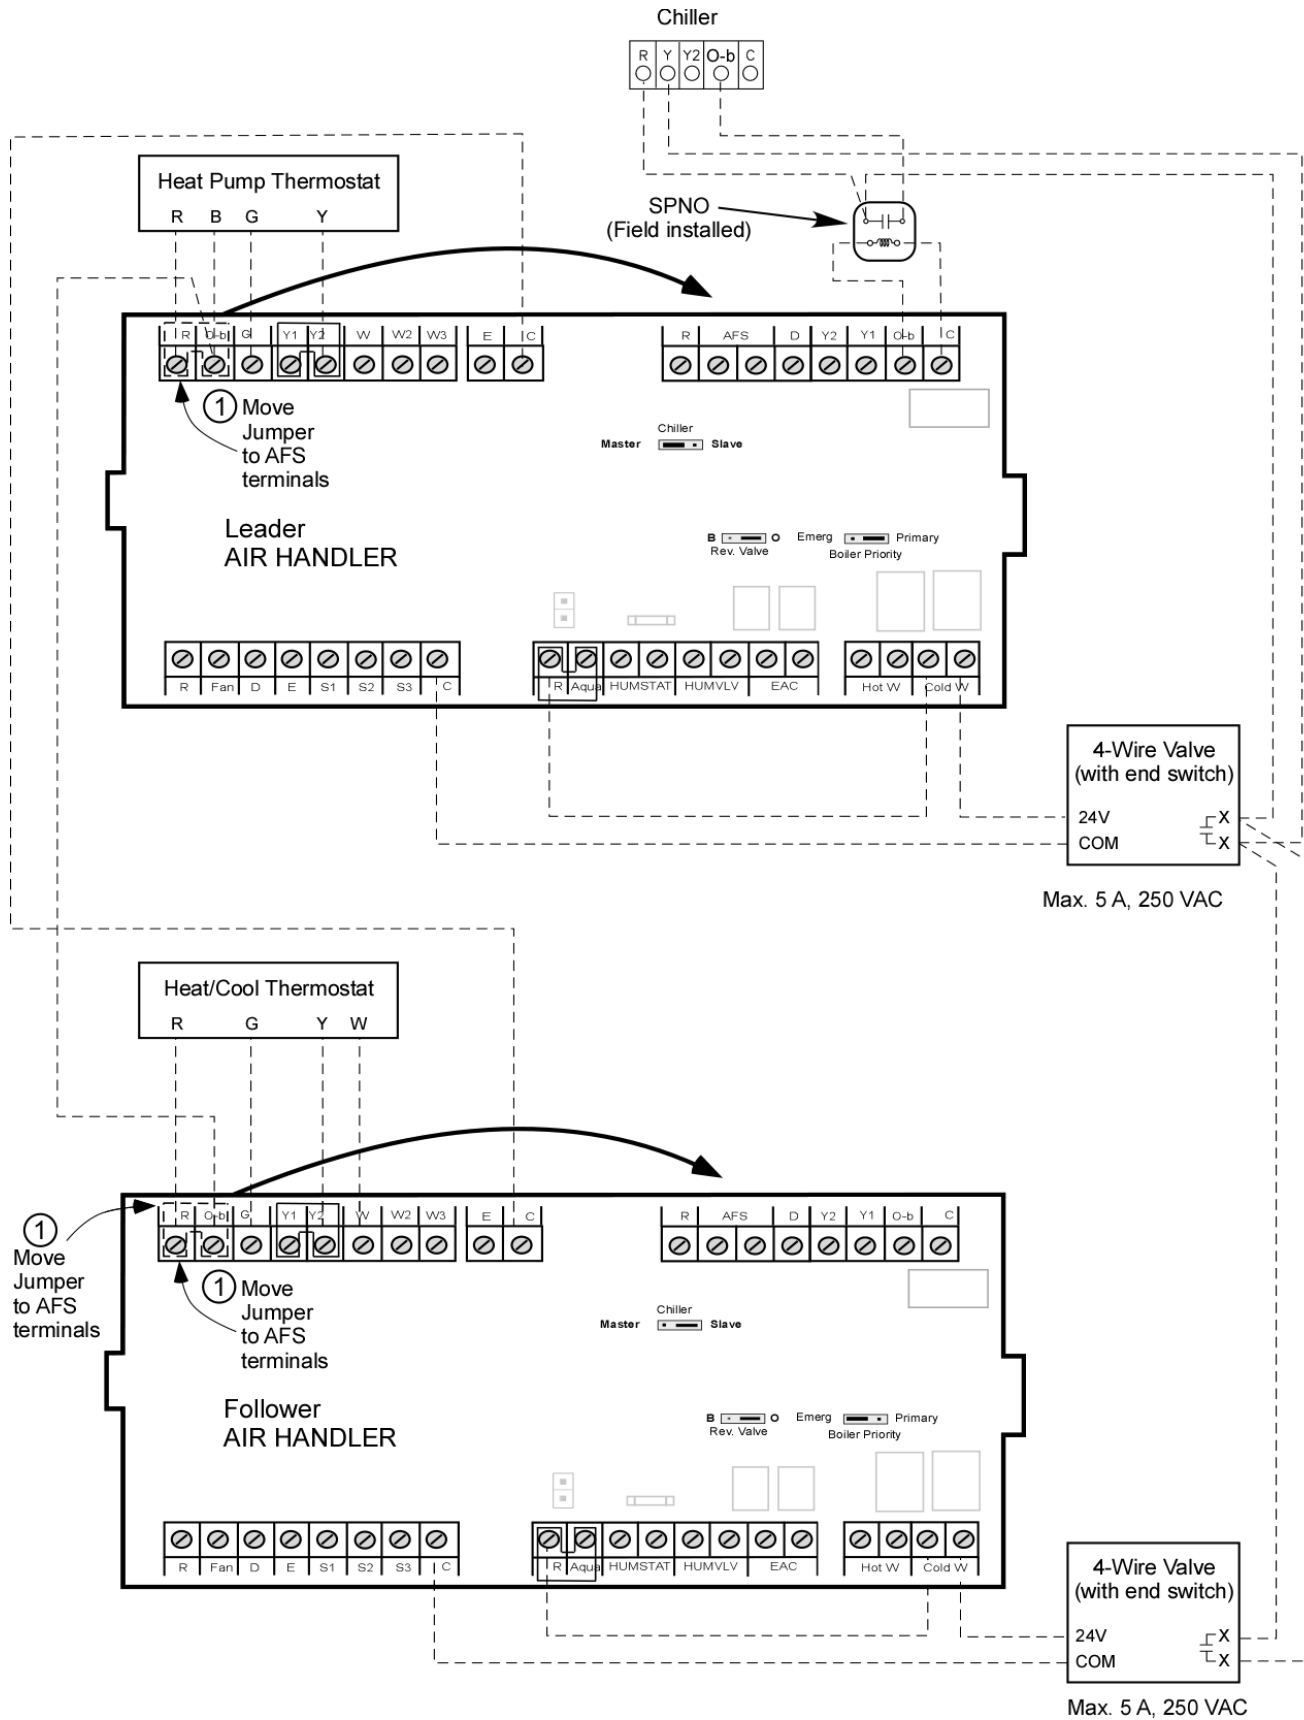 Chiller
R Y Y2 O-b C
Heat Pump Thermostat
R B G Y
SPNO
(Field installed)
R O-b G Y1 Y2 W W2 W3 E C
R AFS D Y2 Y1 O-b C
1 Move
Jumper
to AFS
terminals
Chiller
Master Slave
Leader
AIR HANDLER
B O
Rev. Valve
Emerg Primary
Boiler Priority
R Fan D E S1 S2 S3 C
R Aqua HUMSTAT HUMVLV EAC
Hot W Cold W
4-Wire Valve
(with end switch)
24V X
COM X
Max. 5 A, 250 VAC
Heat/Cool Thermostat
R G Y W
R O-b G Y1 Y2 W W2 W3 E C
R AFS D Y2 Y1 O-b C
1
Move
Jumper
to AFS
terminals
1 Move
Jumper
to AFS
terminals
Chiller
Master Slave
Follower
AIR HANDLER
B O
Rev. Valve
Emerg Primary
Boiler Priority
R Fan D E S1 S2 S3 C
R Aqua HUMSTAT HUMVLV EAC
Hot W Cold W
4-Wire Valve
(with end switch)
24V X
COM X
Max. 5 A, 250 VAC